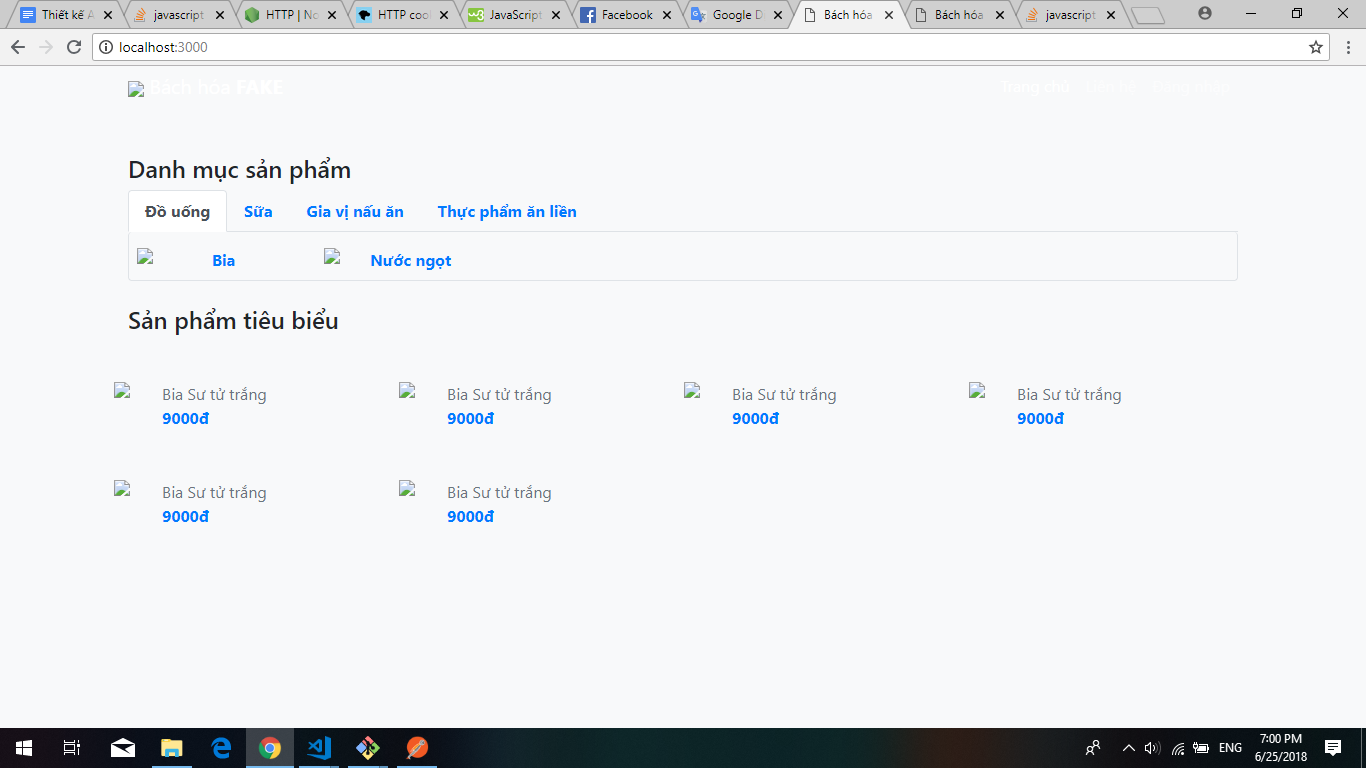 Thiết kế A
javascript
HTTP | No
HTTP cook
JavaScript
Facebook
Google D
Bách hóa
Bách hóa
javascript
localhost:3000
Bách hóa FAKE
Trang chủ
Danh mục sản phẩm
Đồ uống
Sữa
Gia vị nấu ăn
Thực phẩm ăn liền
Bia
Nước ngọt
Sản phẩm tiêu biểu
Bia Sư tử trắng
9000đ
Bia Sư tử trắng
9000đ
Bia Sư tử trắng
9000đ
Bia Sư tử trắng
9000đ
Bia Sư tử trắng
9000đ
Bia Sư tử trắng
9000đ
ENG
7:00 PM
6/25/2018